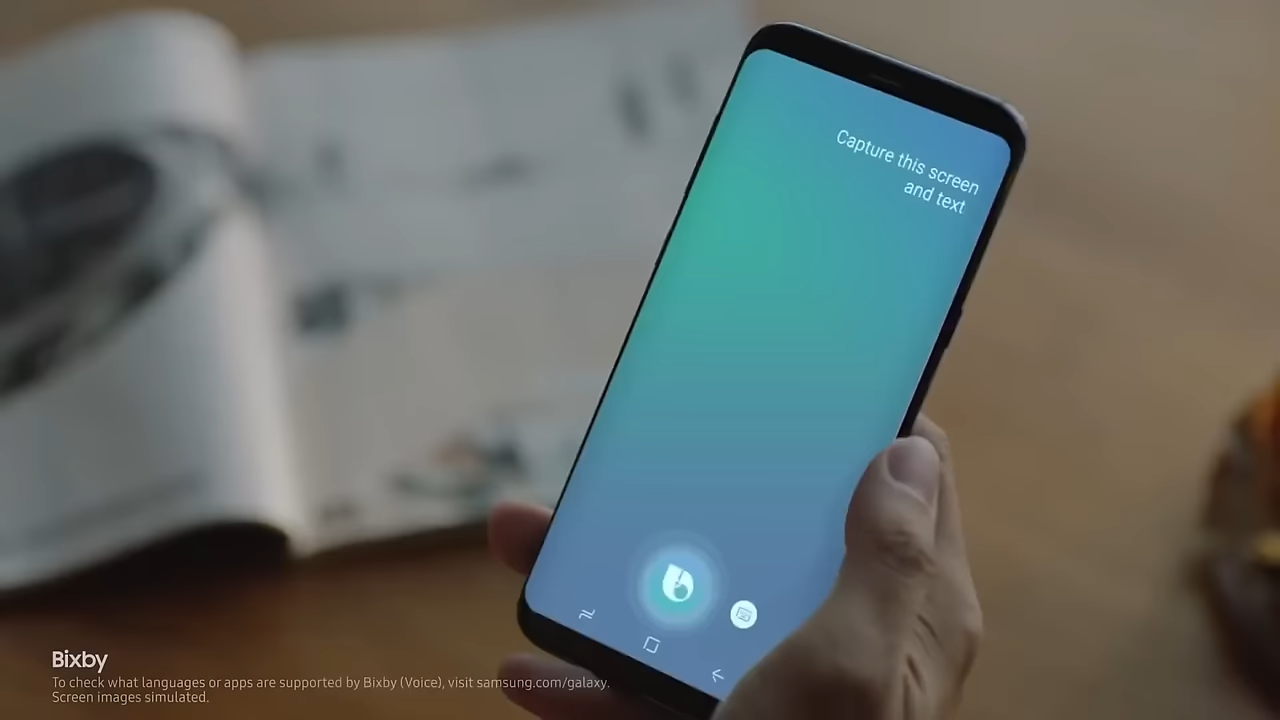 Capture this screen
and text
Bixby
To check what languages or apps are supported by Bixby (Voice), visit samsung.com/galaxy.
Screen images simulated.